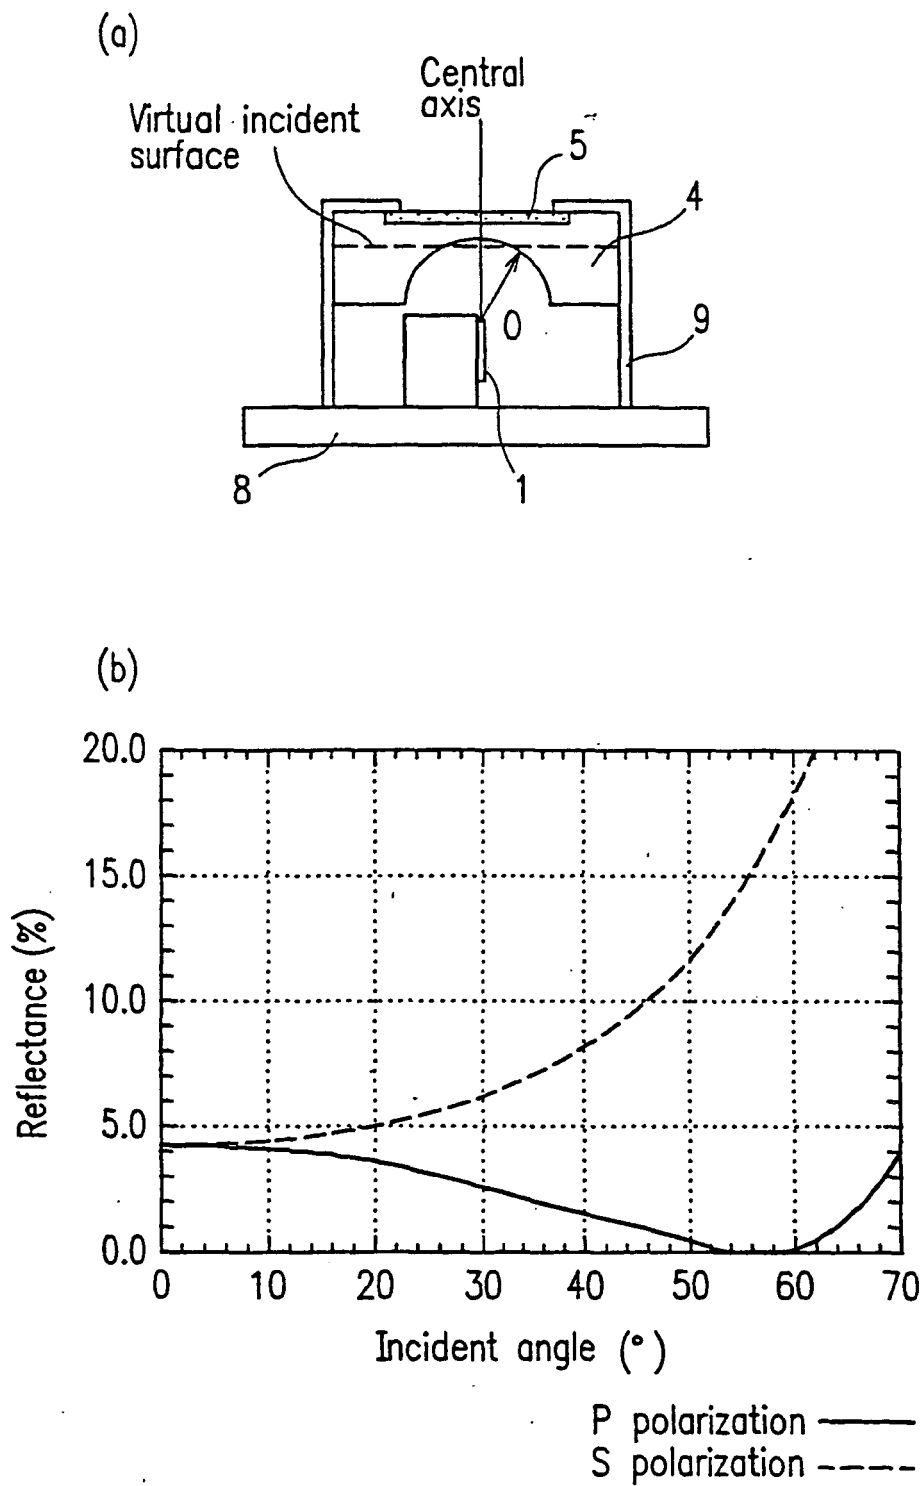 (a)
Central
axis
Virtual incident
surface
5
4
O
9
8
1
(b)
20.0
15.0
10.0
5.0
0.0
Reflectance (%)
0 10 20 30 40 50 60 70
Incident angle (°)
P polarization
S polarization